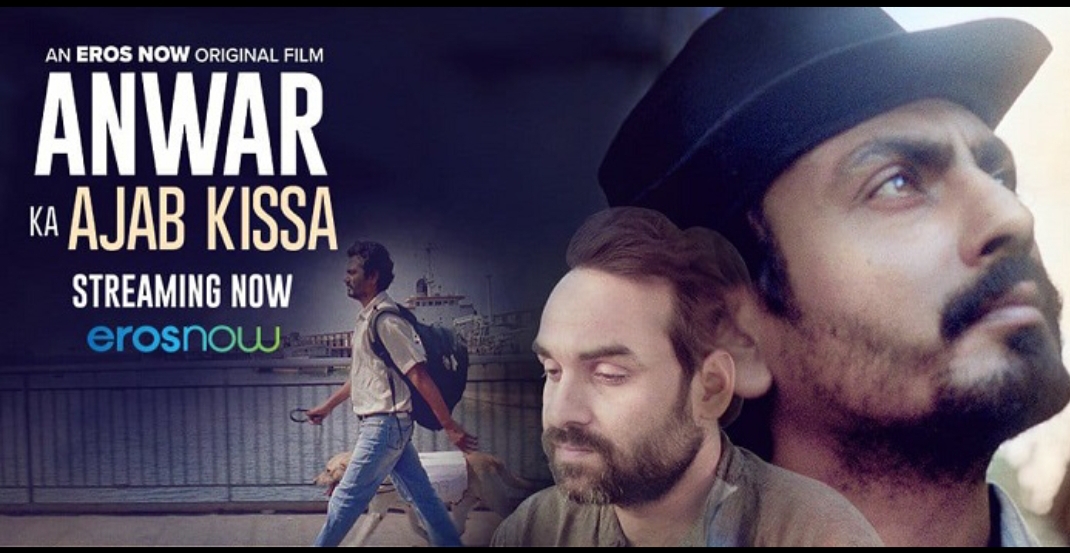 AN EROS NOW ORIGINAL FILM
ANWAR
KA AJAB KISSA
STREAMING NOW
erosnow